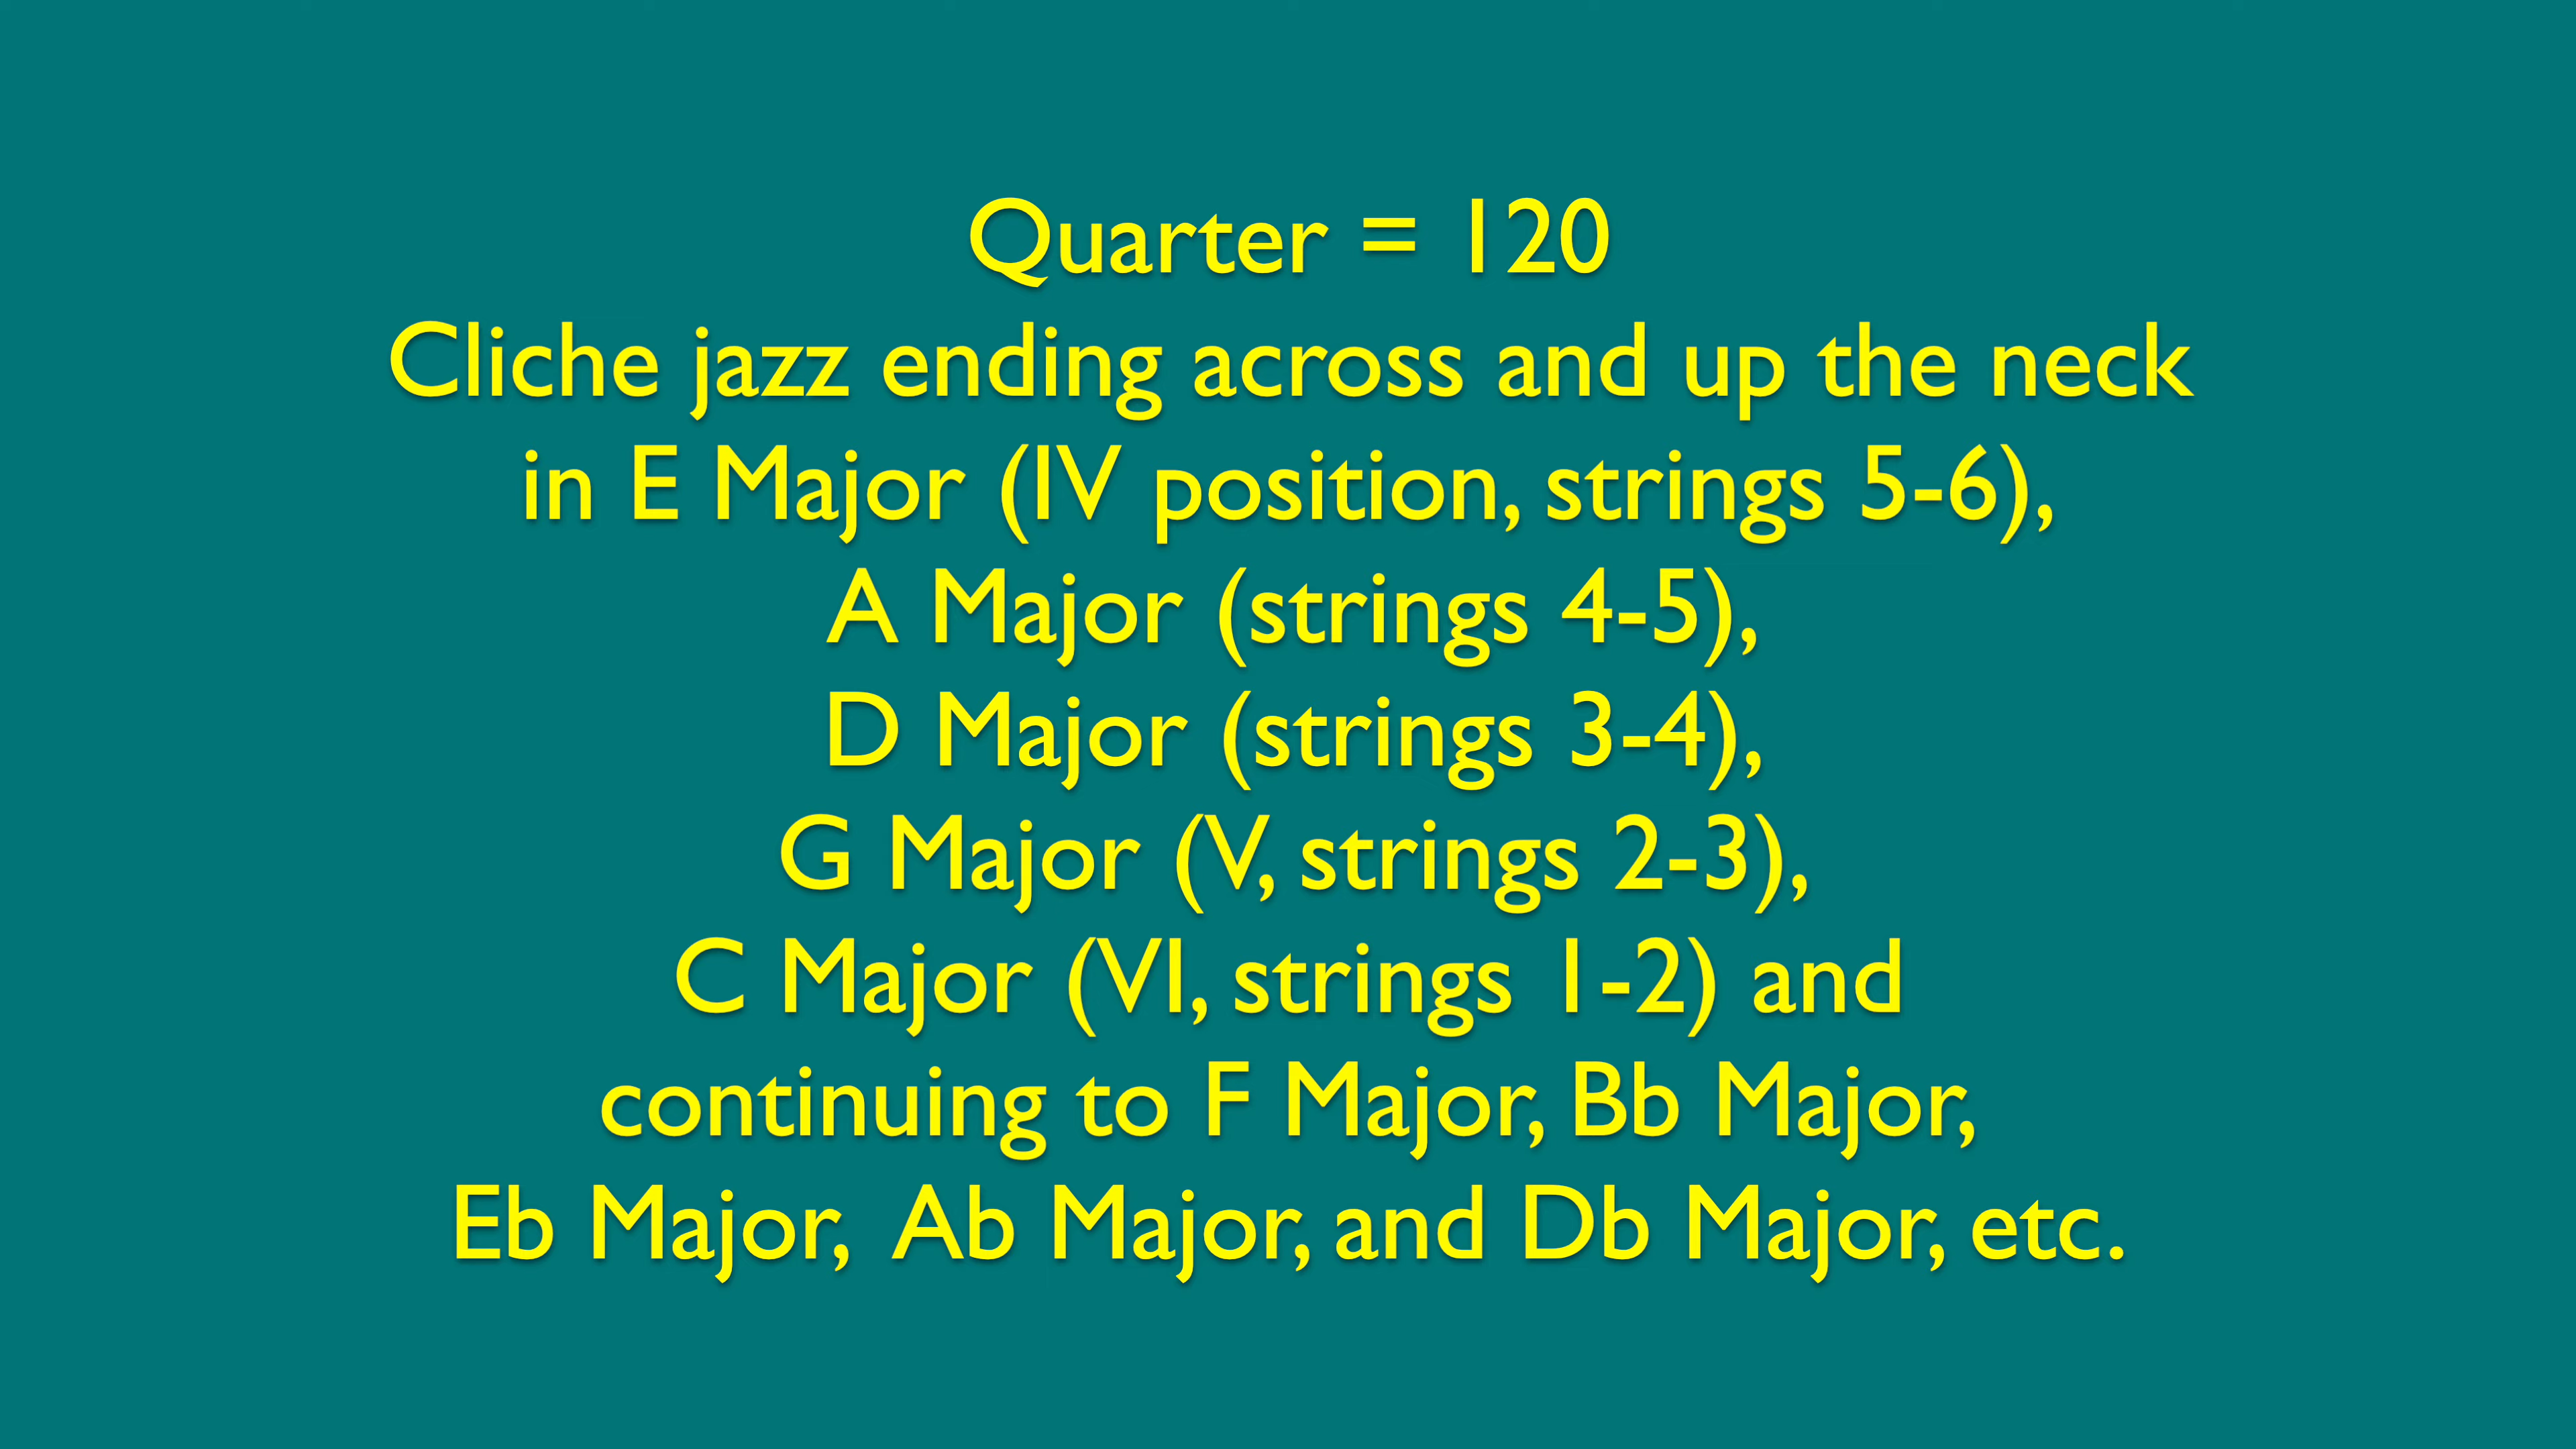 Quarter = 120
Cliche jazz ending across and up the neck
in E Major (IV position, strings 5-6),
A Major (strings 4-5),
D Major (strings 3-4),
G Major (V, strings 2-3),
C Major (VI, strings 1-2) and
continuing to F Major, Bb Major,
Eb Major, Ab Major, and Db Major, etc.